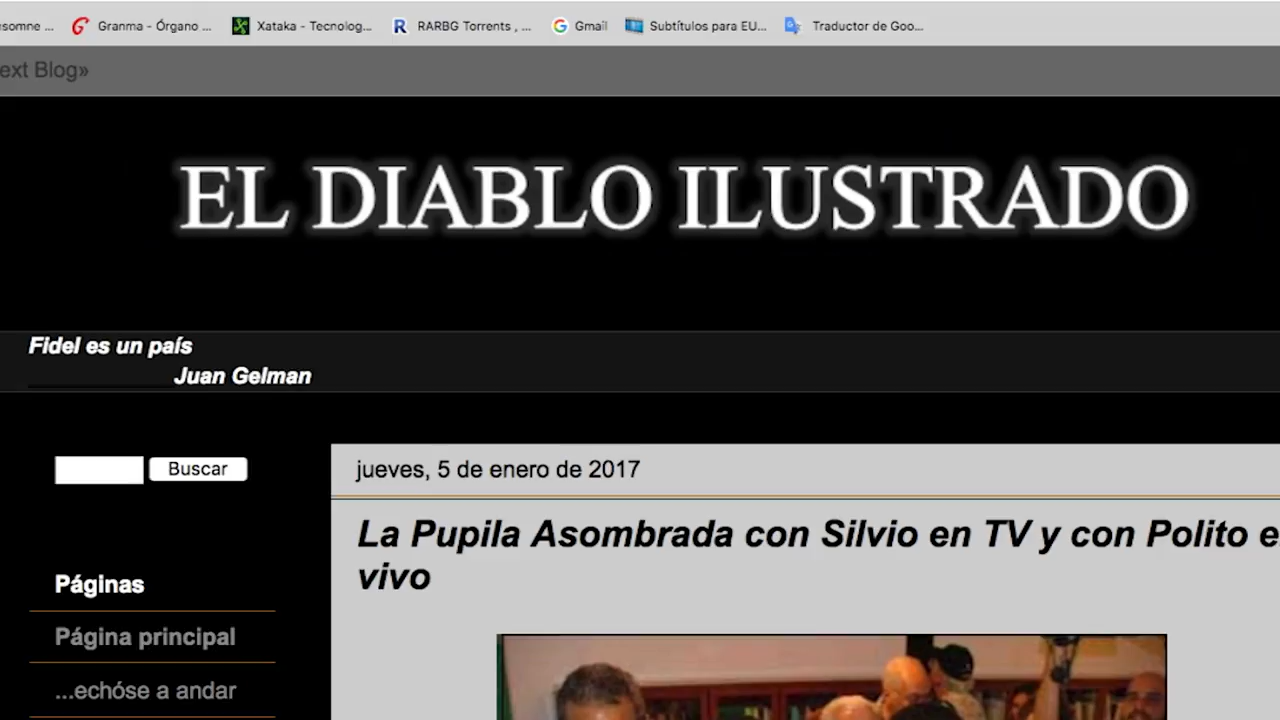 somne ...
Granma - Órgano ...
Xataka - Tecnolog...
RARBG Torrents , ...
Gmail
Subtítulos para EU...
Traductor de Goo...
ext Blog»
EL DIABLO ILUSTRADO
Fidel es un país
Juan Gelman
Buscar
jueves, 5 de enero de 2017
La Pupila Asombrada con Silvio en TV y con Polito e
vivo
Páginas
Página principal
...echóse a andar